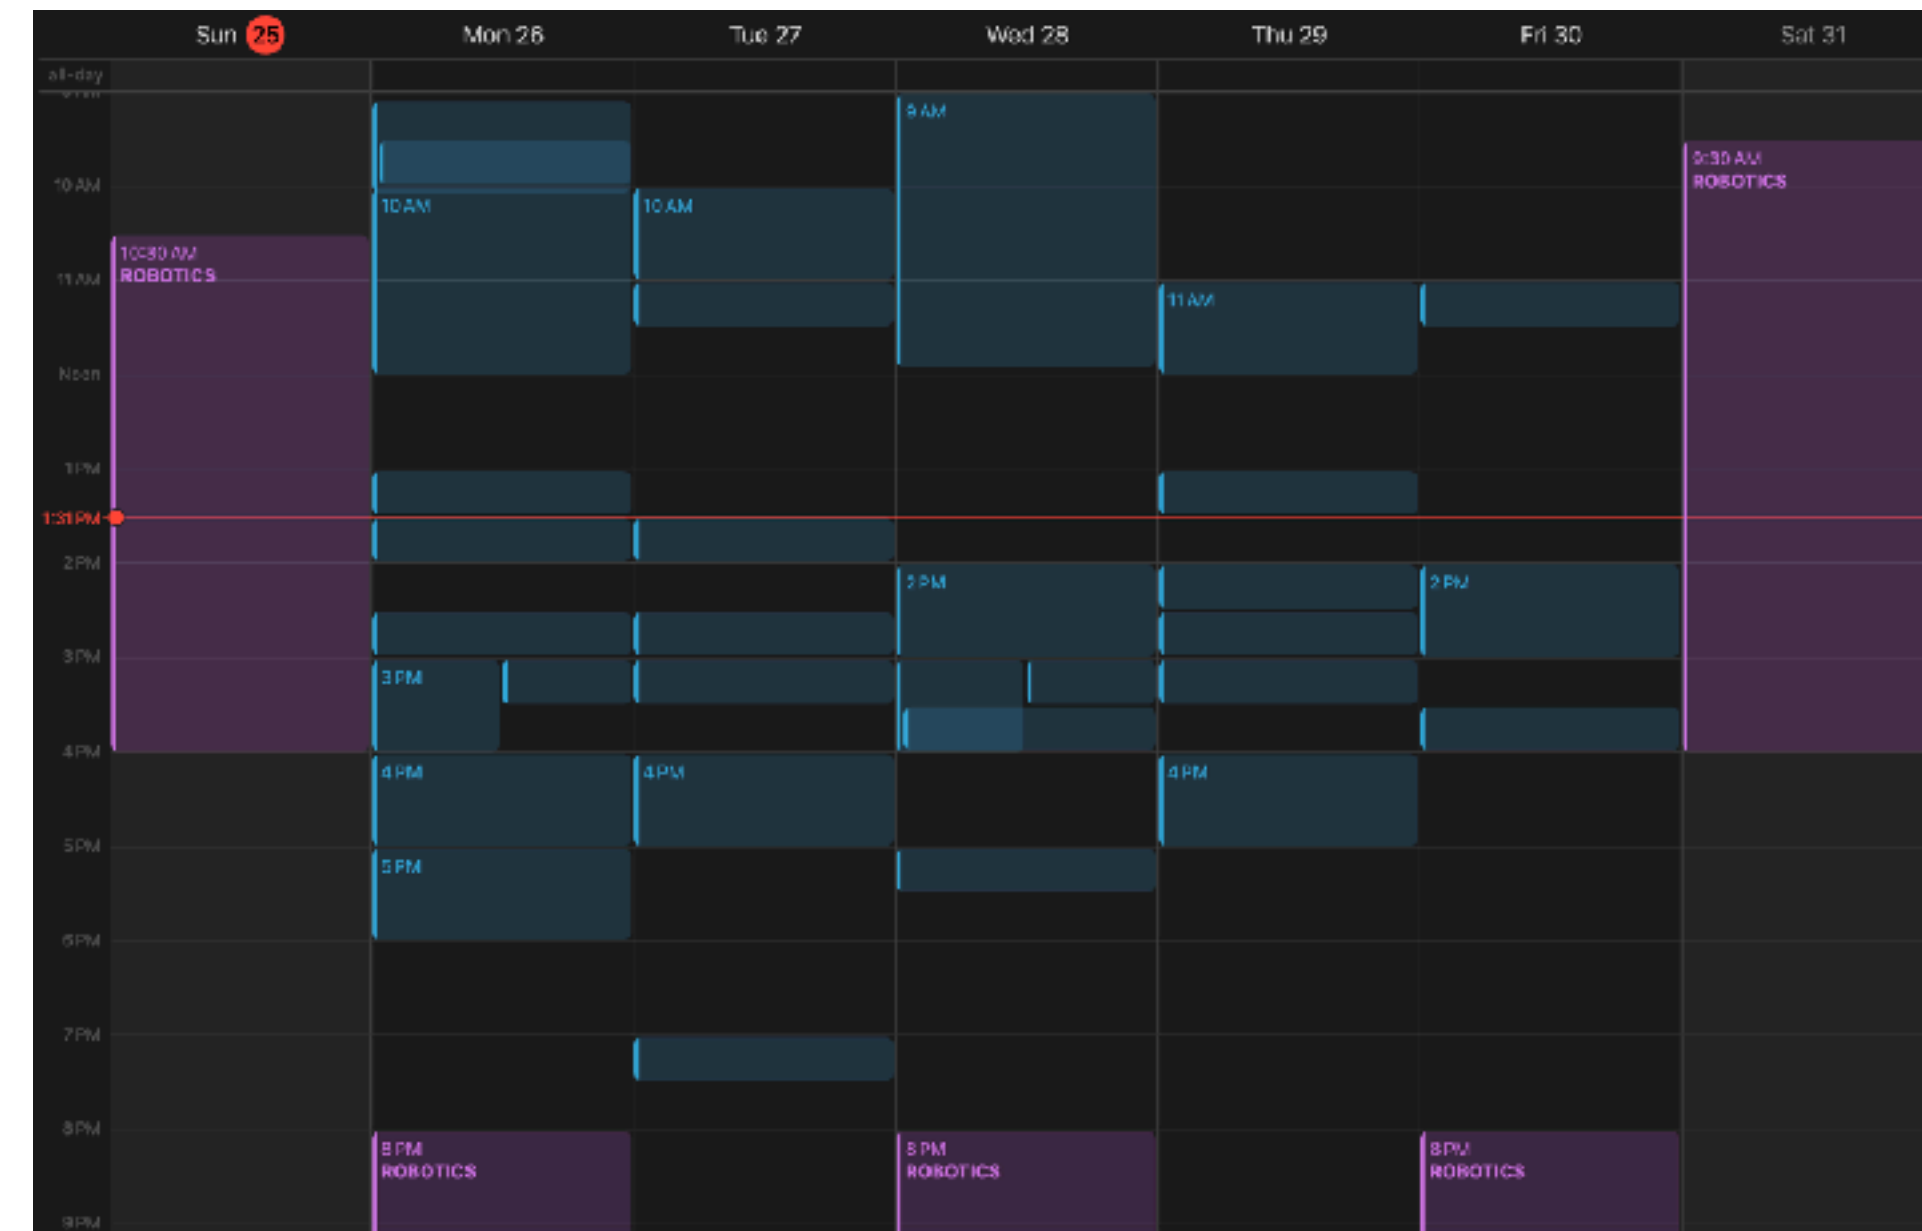 Sun 25
Mon 26
Tue 27
Wed 28
Thu 29
Fri 30
Sat 31
all-day
10 AM
11 AM
Noon
1 PM
1:31 PM
2 PM
3 PM
4 PM
5 PM
6 PM
7 PM
8 PM
9 PM
10:30 AM
ROBOTICS
10 AM
3 PM
4 PM
5 PM
8 PM
ROBOTICS
10 AM
4 PM
9 AM
2 PM
8 PM
ROBOTICS
11 AM
4 PM
2 PM
8 PM
ROBOTICS
9:30 AM
ROBOTICS